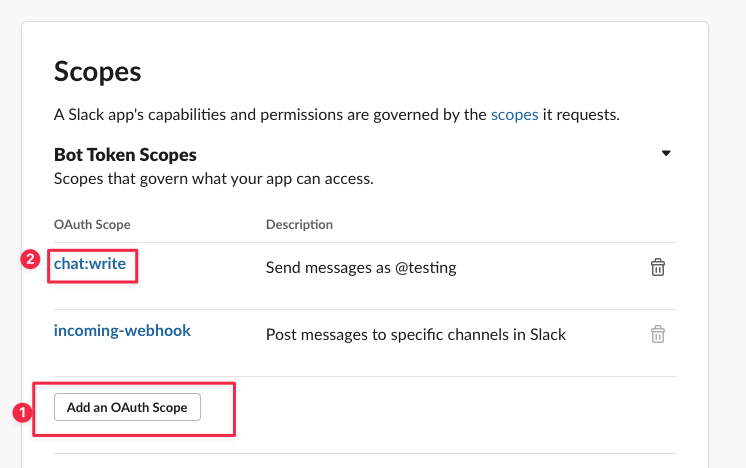 Scopes
A Slack app's capabilities and permissions are governed by the scopes it requests.
Bot Token Scopes
Scopes that govern what your app can access.
OAuth Scope Description
2 chat:write Send messages as @testing
incoming-webhook Post messages to specific channels in Slack
1 Add an OAuth Scope